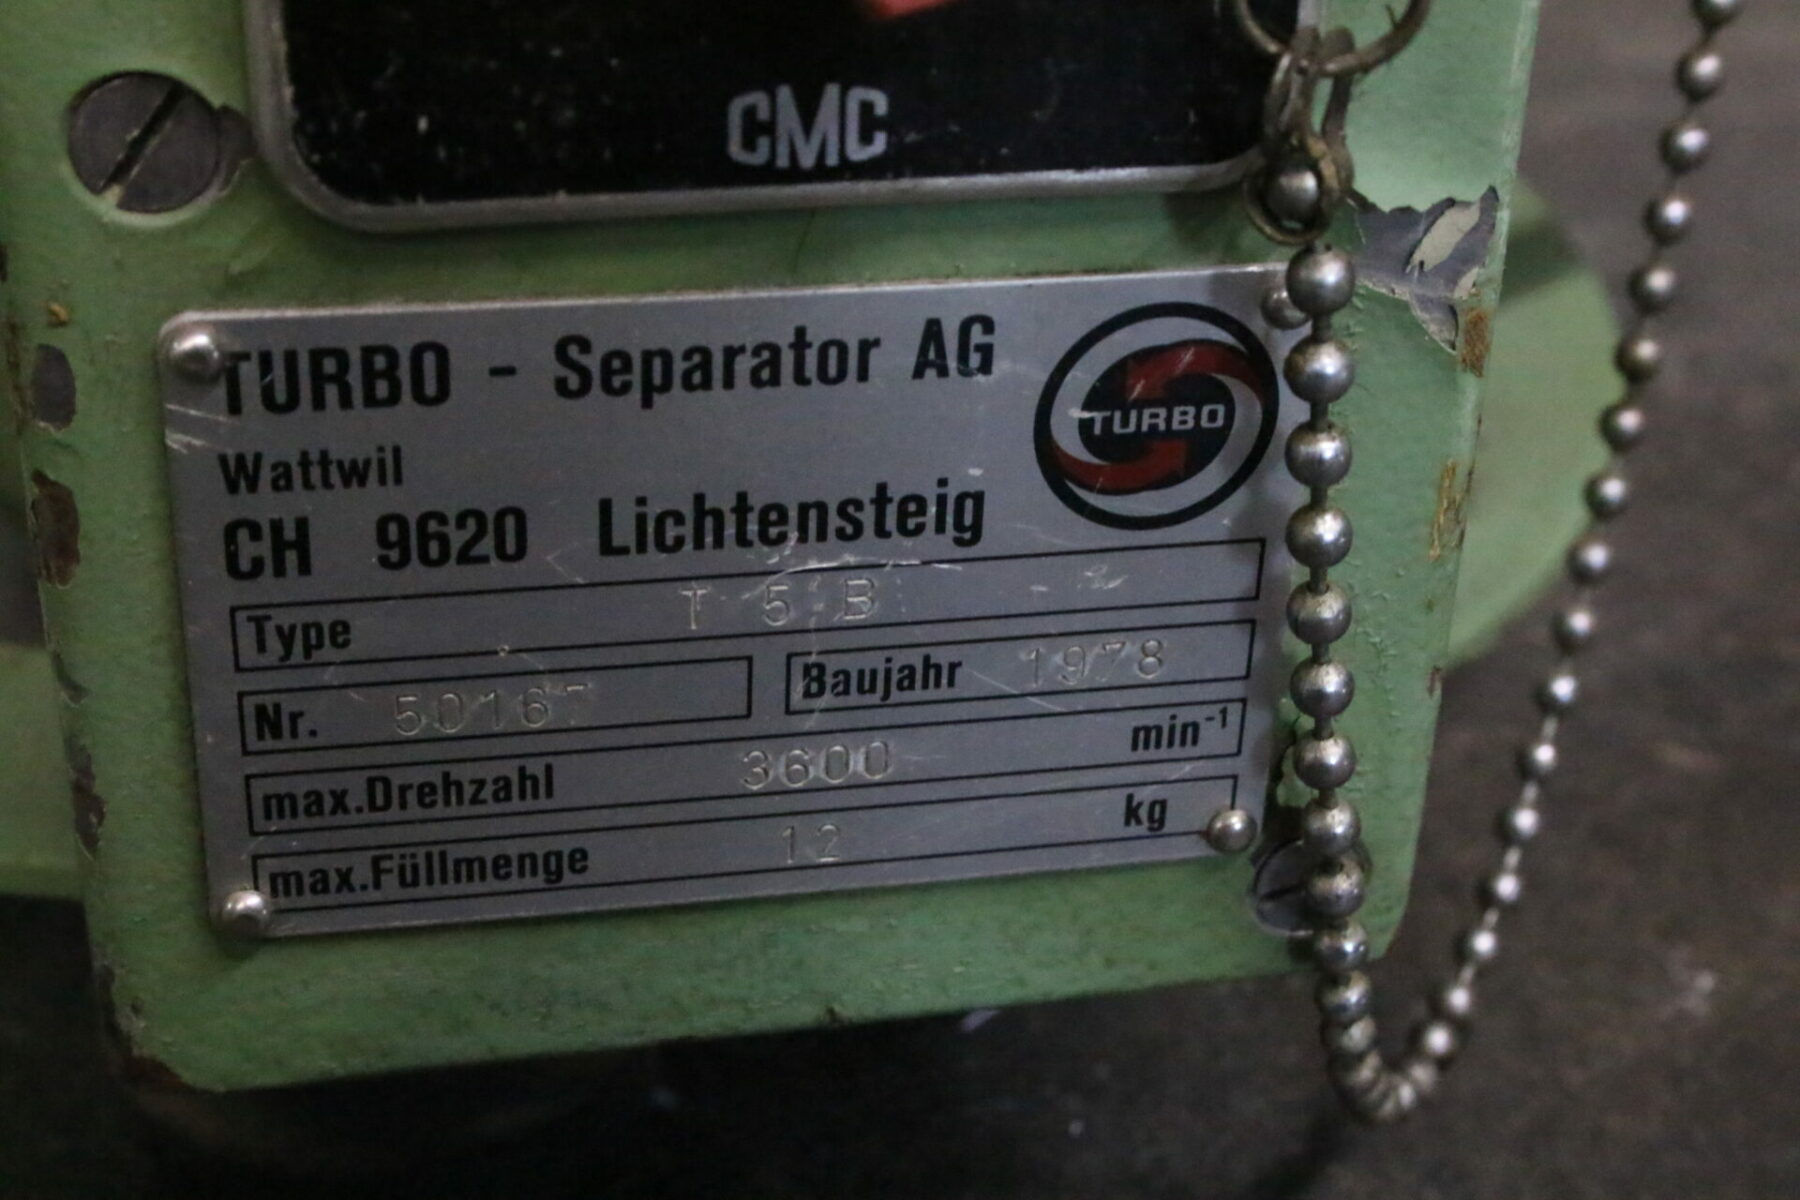 CMC
TURBO - Separator AG
TURBO
Wattwil
CH 9620 Lichtensteig
Type T 5 B
Nr. 50167
Baujahr 1978
max.Drehzahl 3600 min⁻¹
max.Füllmenge 12 kg